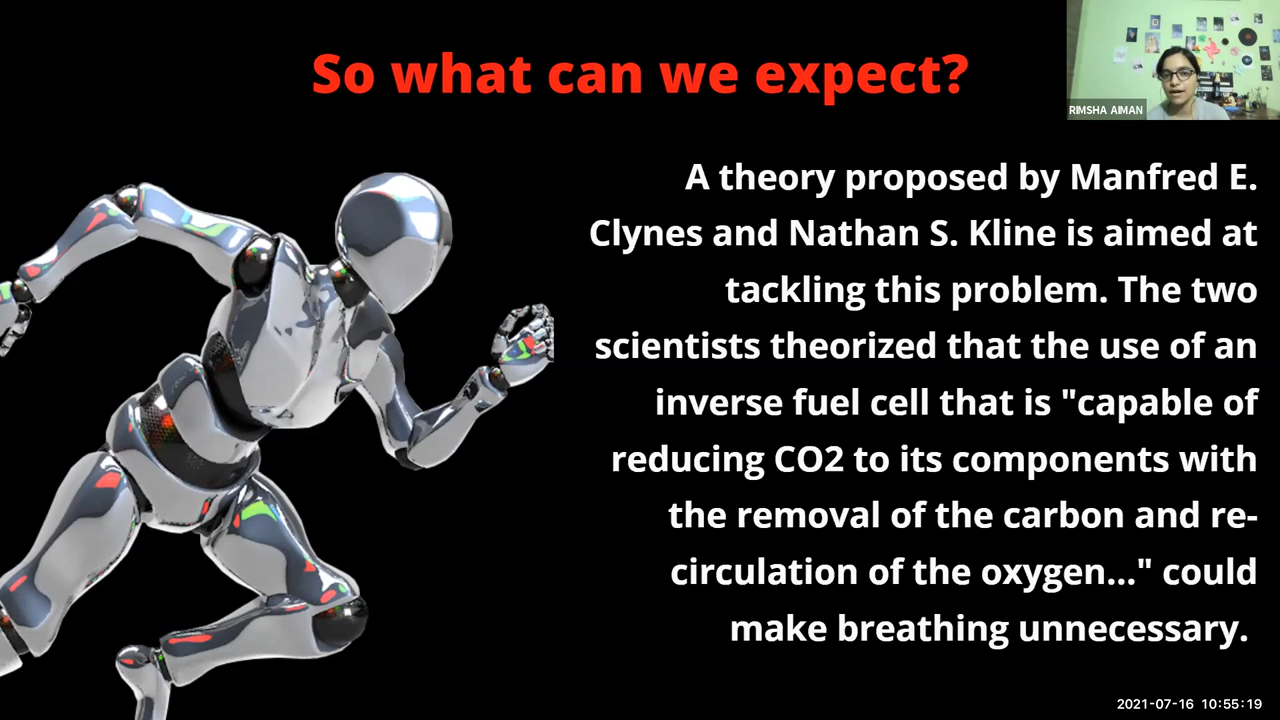 So what can we expect?
RIMSHA AIMAN
A theory proposed by Manfred E.
Clynes and Nathan S. Kline is aimed at
tackling this problem. The two
scientists theorized that the use of an
inverse fuel cell that is "capable of
reducing CO2 to its components with
the removal of the carbon and re-
circulation of the oxygen..." could
make breathing unnecessary.
2021-07-16 10:55:19